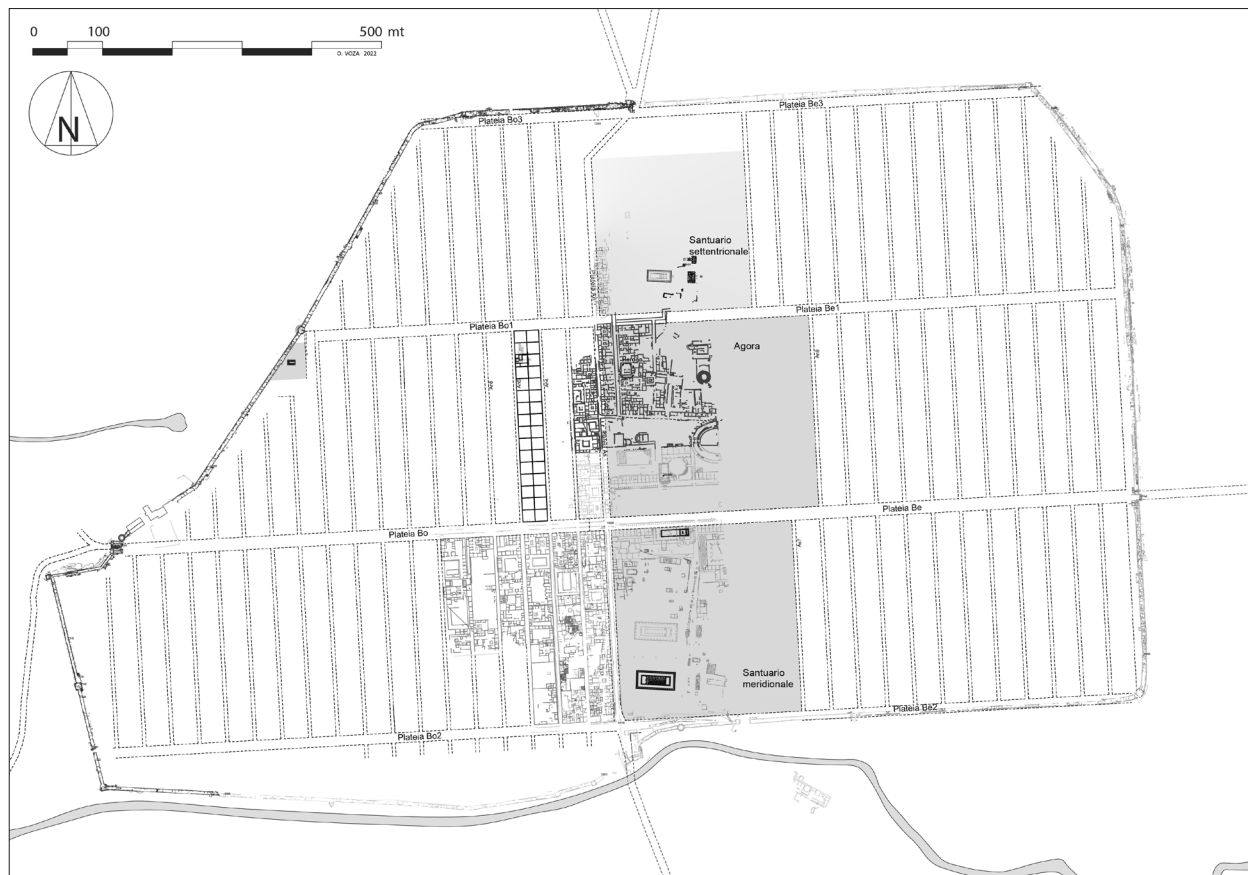 0 100 500 mt
D. VOZA 2022
N
Plateia Bo3
Plateia Be3
Santuario
settentrionale
Plateia Bo1
Plateia Be1
Agora
Plateia Bo
Plateia Be
Santuario
meridionale
Plateia Be2
Plateia Bo2